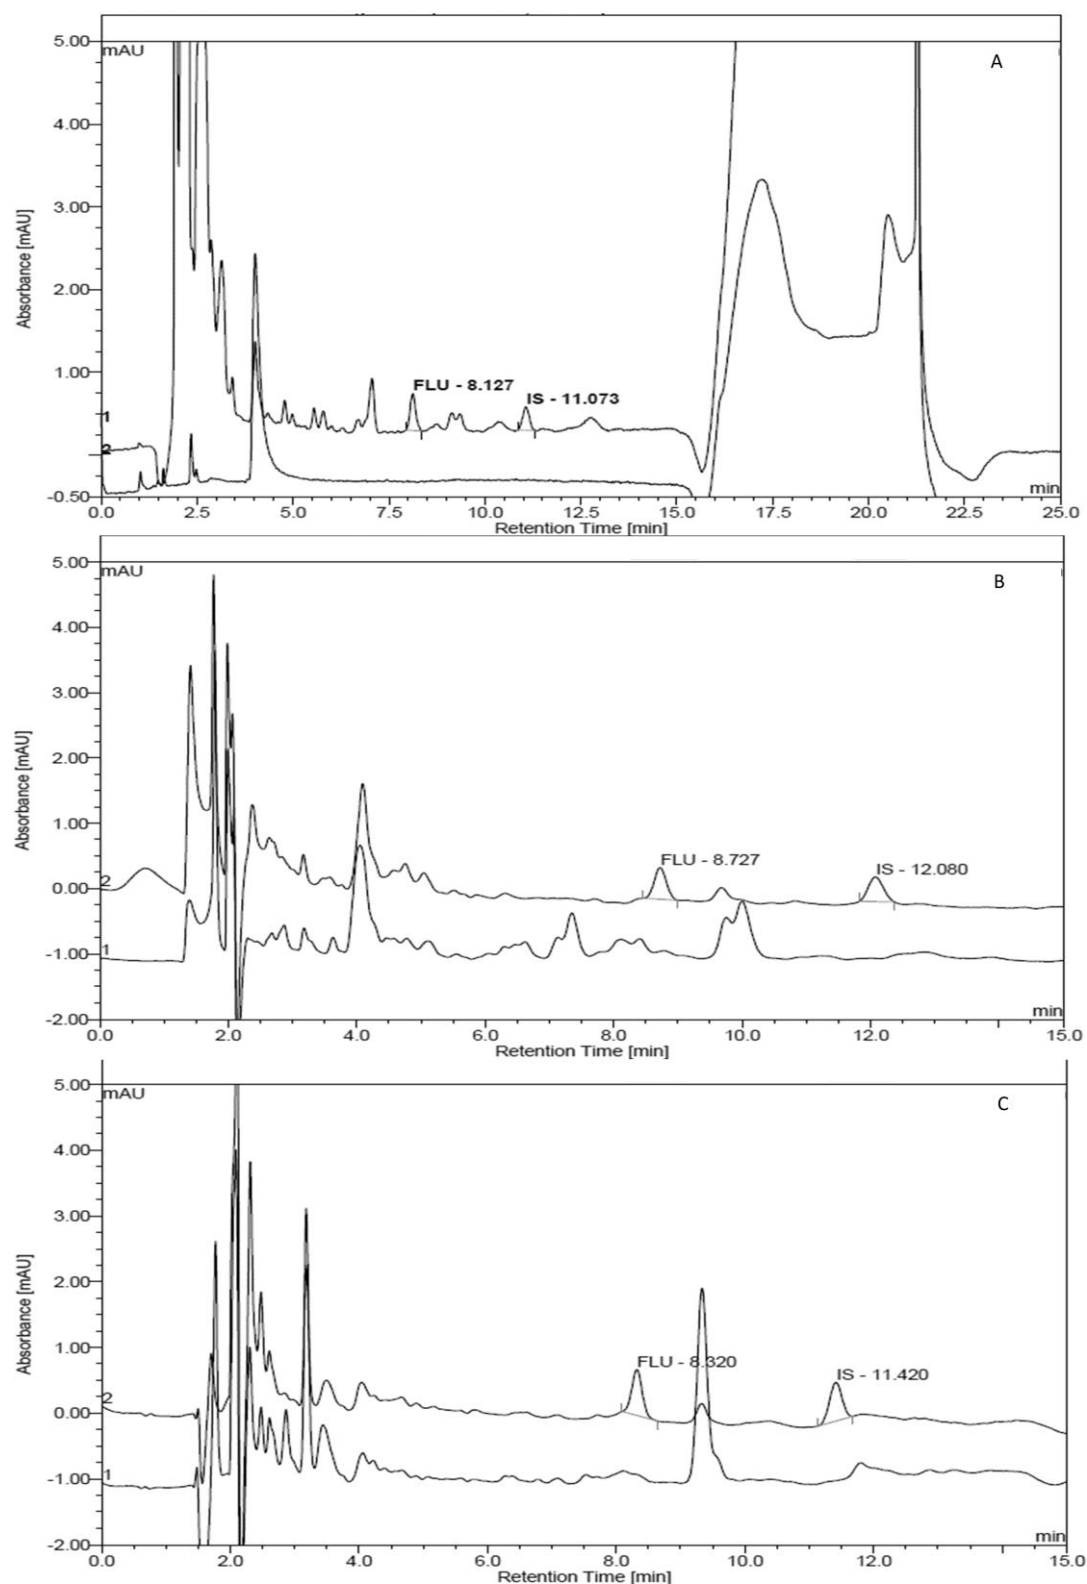 5.00
mAU
A
4.00
3.00
Absorbance [mAU]
2.00
1.00
FLU - 8.127
IS - 11.073
1
2
-0.50
min
0.0 2.5 5.0 7.5 10.0 12.5 15.0 17.5 20.0 22.5 25.0
Retention Time [min]
5.00
mAU
B
4.00
3.00
Absorbance [mAU]
2.00
1.00
FLU - 8.727
IS - 12.080
0.00
2
-1.00
1
-2.00
min
0.0 2.0 4.0 6.0 8.0 10.0 12.0 15.0
Retention Time [min]
5.00
mAU
C
4.00
3.00
Absorbance [mAU]
2.00
1.00
FLU - 8.320
IS - 11.420
2
0.00
1
-1.00
min
-2.00
0.0 2.0 4.0 6.0 8.0 10.0 12.0 15.0
Retention Time [min]